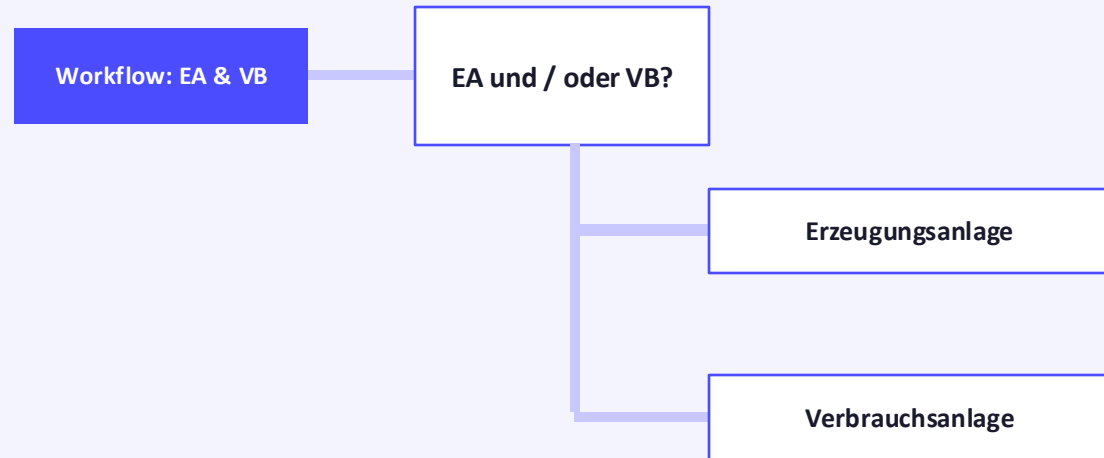 Workflow: EA & VB
EA und / oder VB?
Erzeugungsanlage
Verbrauchsanlage